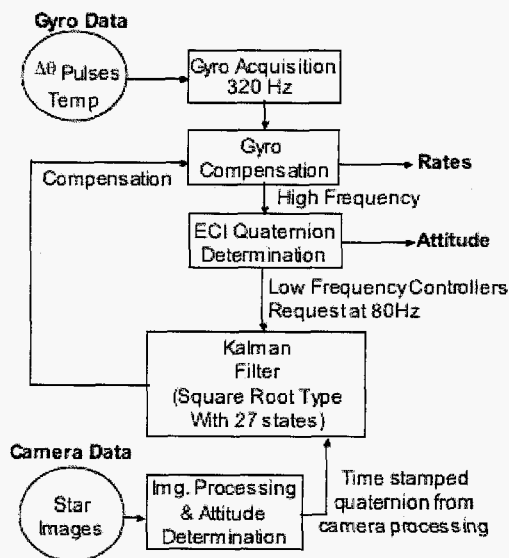 Gyro Data
Δθ Pulses
Temp
Gyro Acquisition
320 Hz
Gyro
Compensation
Compensation
Rates
High Frequency
ECI Quaternion
Determination
Attitude
Low Frequency Controllers
Request at 80Hz
Kalman
Filter
(Square Root Type
With 27 states)
Camera Data
Star
Images
Img. Processing
& Attitude
Determination
Time stamped
quaternion from
camera processing